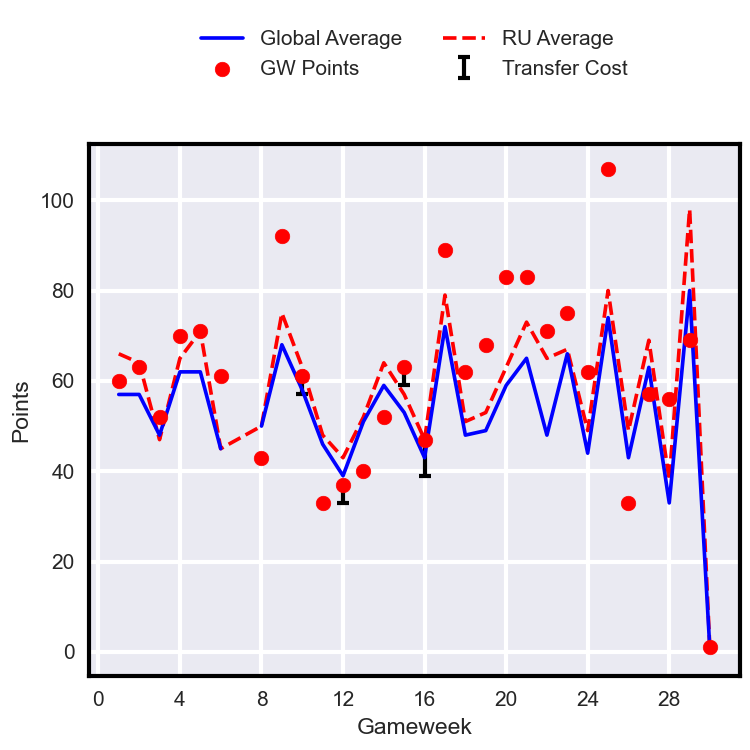 Global Average
RU Average
GW Points
Transfer Cost
100
80
60
40
20
0
Points
0 4 8 12 16 20 24 28
Gameweek